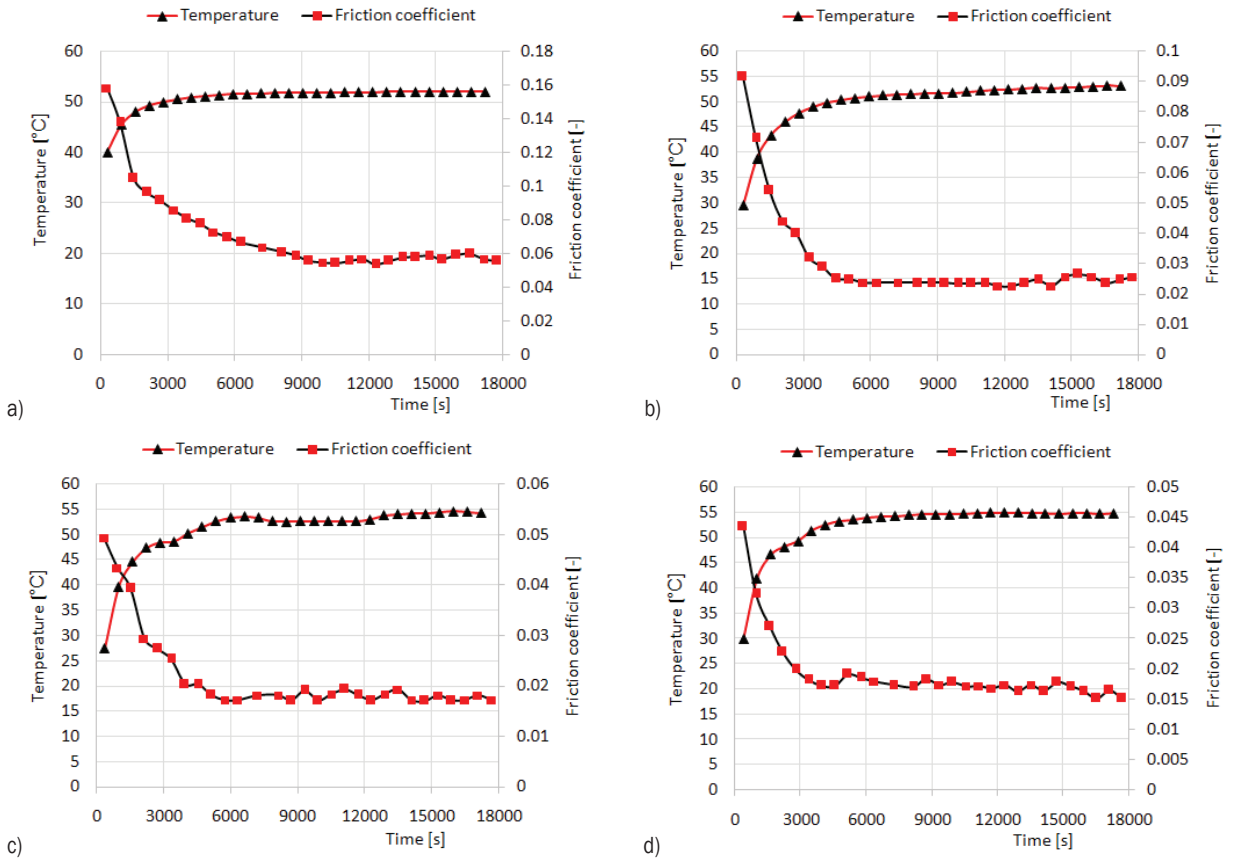 Temperature Friction coefficient
60 0.18
50 0.16
0.14
40 0.12
30 0.1
0.08
20 0.06
10 0.04
0.02
0 0
Temperature [°C]
Friction coefficient [-]
0 3000 6000 9000 12000 15000 18000
Time [s]
a)
Temperature Friction coefficient
60 0.1
55 0.09
50 0.08
45
40 0.07
35 0.06
30 0.05
25 0.04
20 0.03
15
10 0.02
5 0.01
0 0
Temperature [°C]
Friction coefficient [-]
0 3000 6000 9000 12000 15000 18000
Time [s]
b)
Temperature Friction coefficient
60 0.06
55
50 0.05
45
40 0.04
35
30 0.03
25
20 0.02
15
10 0.01
5
0 0
Temperature [°C]
Friction coefficient [-]
0 3000 6000 9000 12000 15000 18000
Time [s]
c)
Temperature Friction coefficient
60 0.05
55 0.045
50 0.04
45 0.035
40
35 0.03
30 0.025
25 0.02
20 0.015
15
10 0.01
5 0.005
0 0
Temperature [°C]
Friction coefficient [-]
0 3000 6000 9000 12000 15000 18000
Time [s]
d)